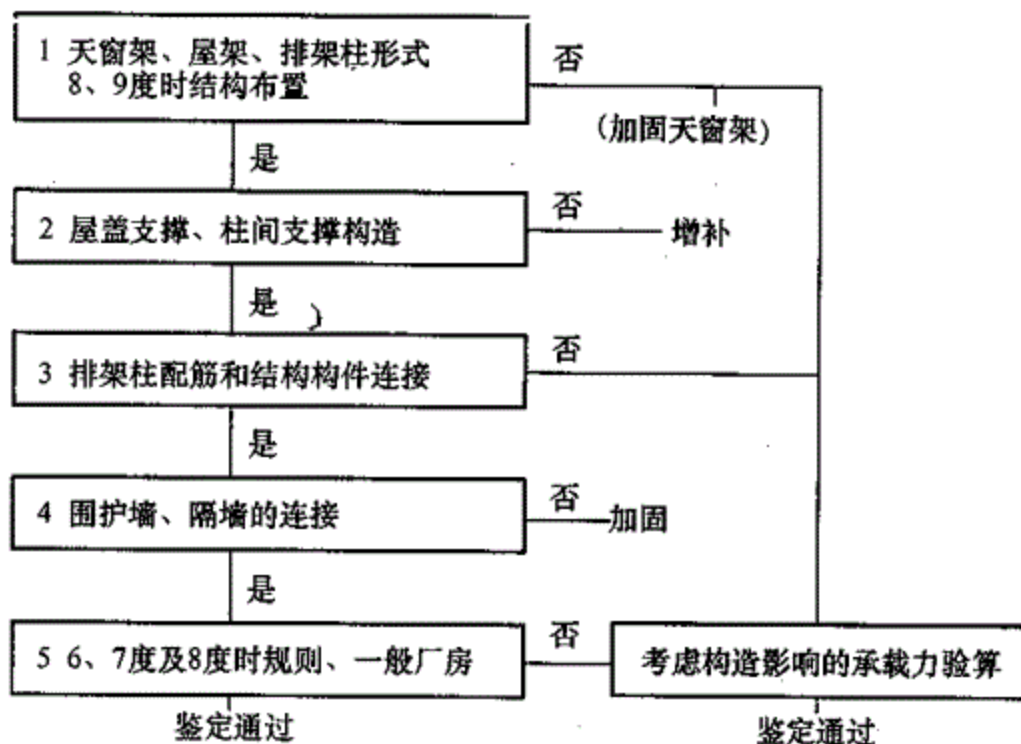 1 天窗架、屋架、排架柱形式
8、9度时结构布置
否
(加固天窗架)
是
2 屋盖支撑、柱间支撑构造
否
增补
是
3 排架柱配筋和结构构件连接
否
是
4 围护墙、隔墙的连接
否
加固
是
5 6、7度及8度时规则、一般厂房
否
考虑构造影响的承载力验算
鉴定通过
鉴定通过